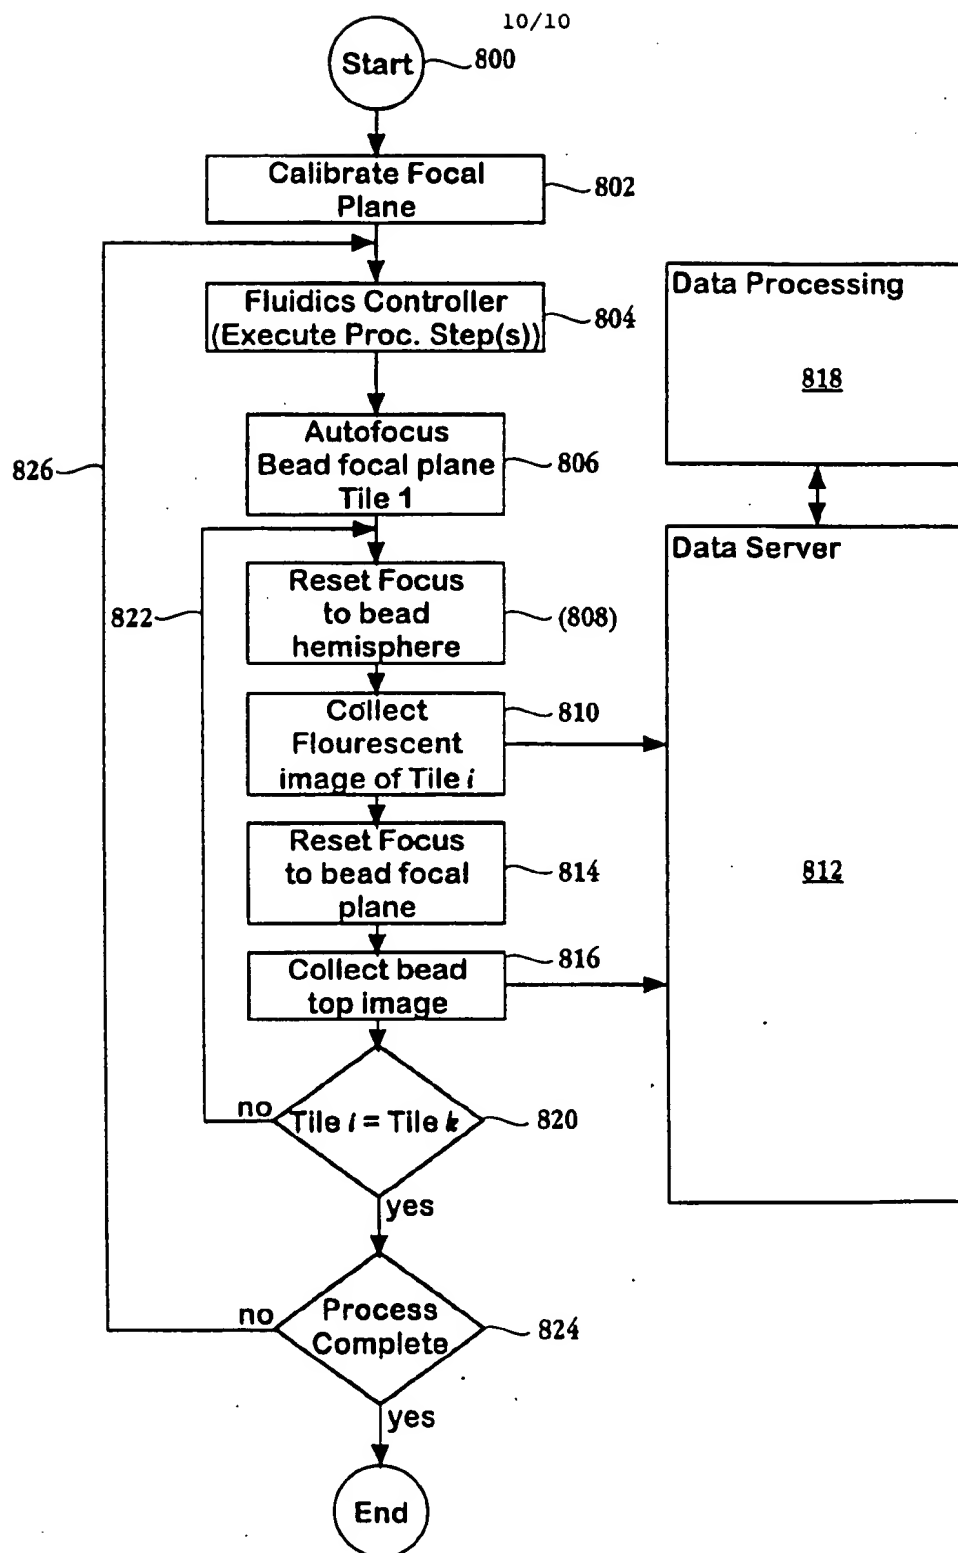 10/10
Start
800
Calibrate Focal
Plane
802
Fluidics Controller
(Execute Proc. Step(s))
804
Autofocus
Bead focal plane
Tile 1
806
826
Reset Focus
to bead
hemisphere
(808)
822
Collect
Flourescent
image of Tile i
810
Reset Focus
to bead focal
plane
814
Collect bead
top image
816
Tile i = Tile k
820
no
yes
Process
Complete
824
no
yes
End
Data Processing
818
Data Server
812